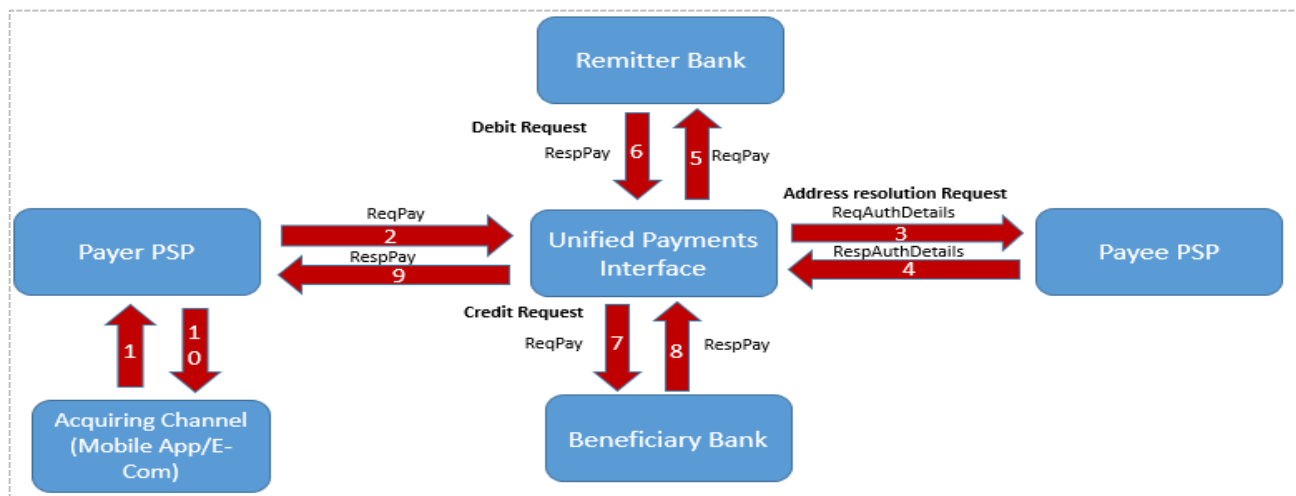 Remitter Bank
Debit Request
RespPay
6
5
ReqPay
Address resolution Request
ReqAuthDetails
3
RespAuthDetails
4
ReqPay
2
RespPay
9
Payer PSP
Unified Payments
Interface
Payee PSP
Credit Request
ReqPay
7
8
RespPay
1
1
0
Acquiring Channel
(Mobile App/E-
Com)
Beneficiary Bank